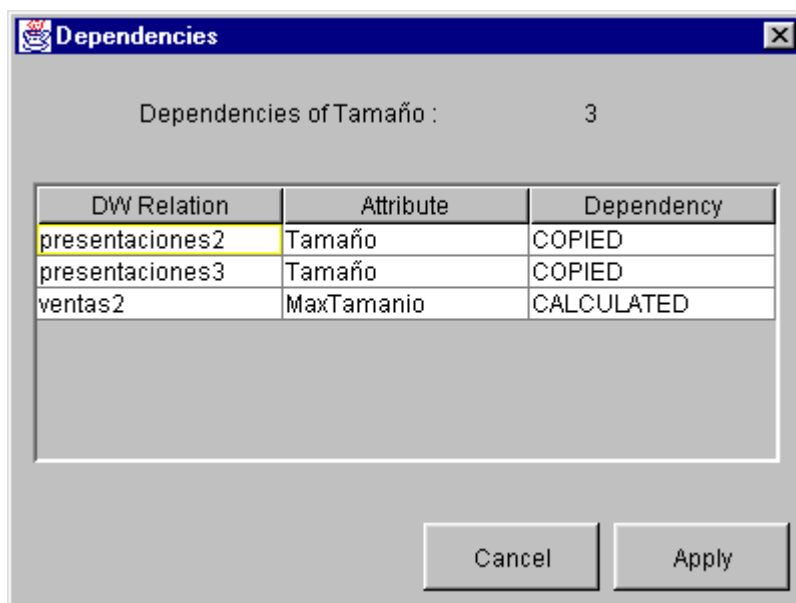 Dependencies
Dependencies of Tamaño : 3
DW Relation Attribute Dependency
presentaciones2 Tamaño COPIED
presentaciones3 Tamaño COPIED
ventas2 MaxTamanio CALCULATED
Cancel Apply